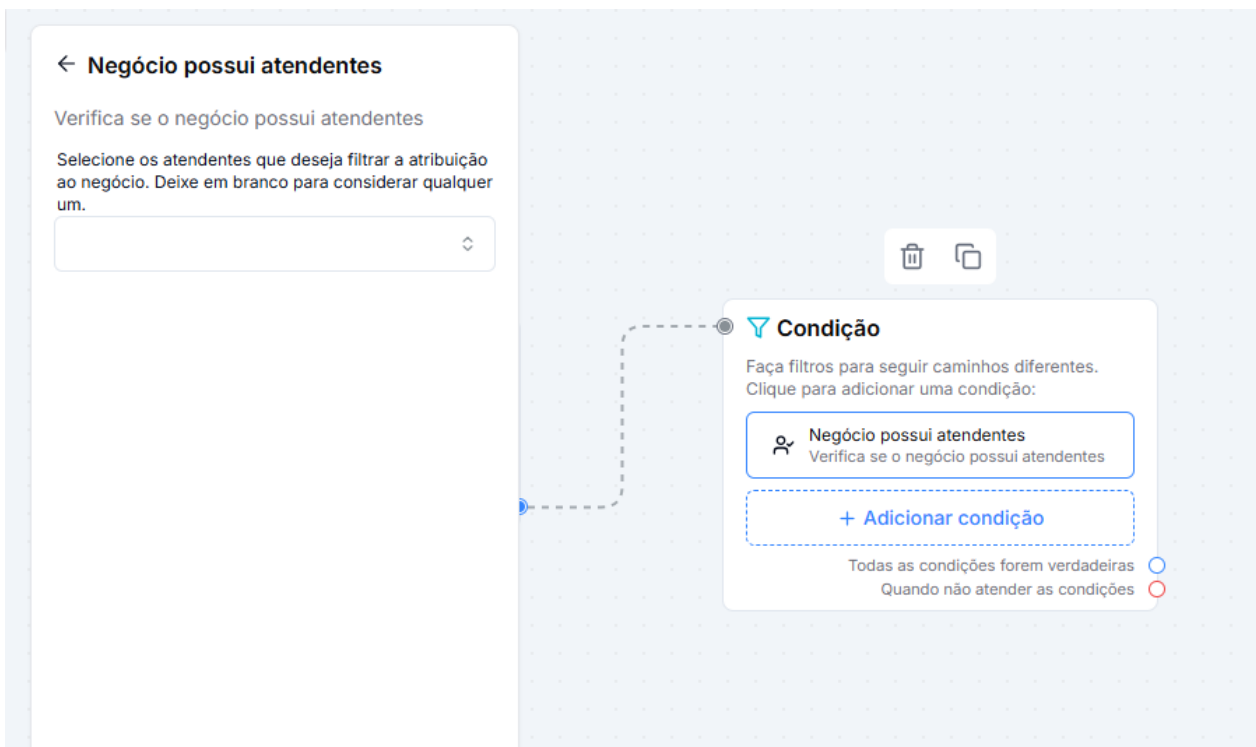 Negócio possui atendentes
Verifica se o negócio possui atendentes
Selecione os atendentes que deseja filtrar a atribuição
ao negócio. Deixe em branco para considerar qualquer
um.
Condição
Faça filtros para seguir caminhos diferentes.
Clique para adicionar uma condição:
Negócio possui atendentes
Verifica se o negócio possui atendentes
+ Adicionar condição
Todas as condições forem verdadeiras
Quando não atender as condições